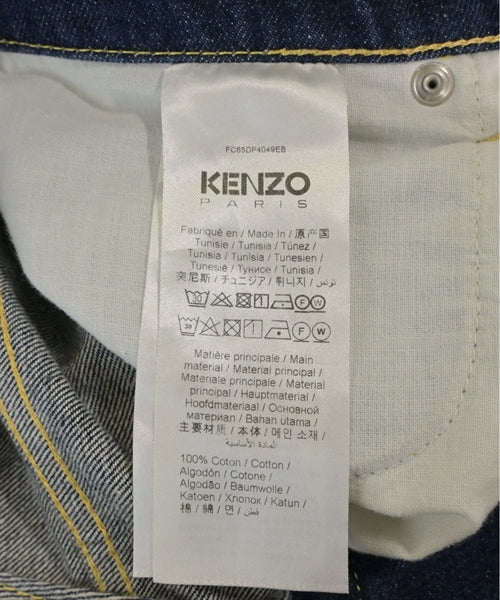 FC65DP4049EB
KENZO
PARIS
Fabriqué en / Made In / 原产国
Tunisie / Tunisia / Túnez /
Tunisia / Tunísia / Tunesien /
Tunesië / Тунисе / Tunisia /
突尼斯 / チュニジア / 튀니지 / تونس
30 F W
30 F W
Matière principale / Main
material / Material principal /
Materiale principale / Material
principal / Hauptmaterial /
Hoofdmateriaal / Основной
материал / Bahan utama /
主要材质 / 本体 / 메인 소재 /
المادة الأساسية
100% Coton / Cotton /
Algodón / Cotone /
Algodão / Baumwolle /
Katoen / Хлопок / Katun /
棉 / 綿 / 면 / قطن